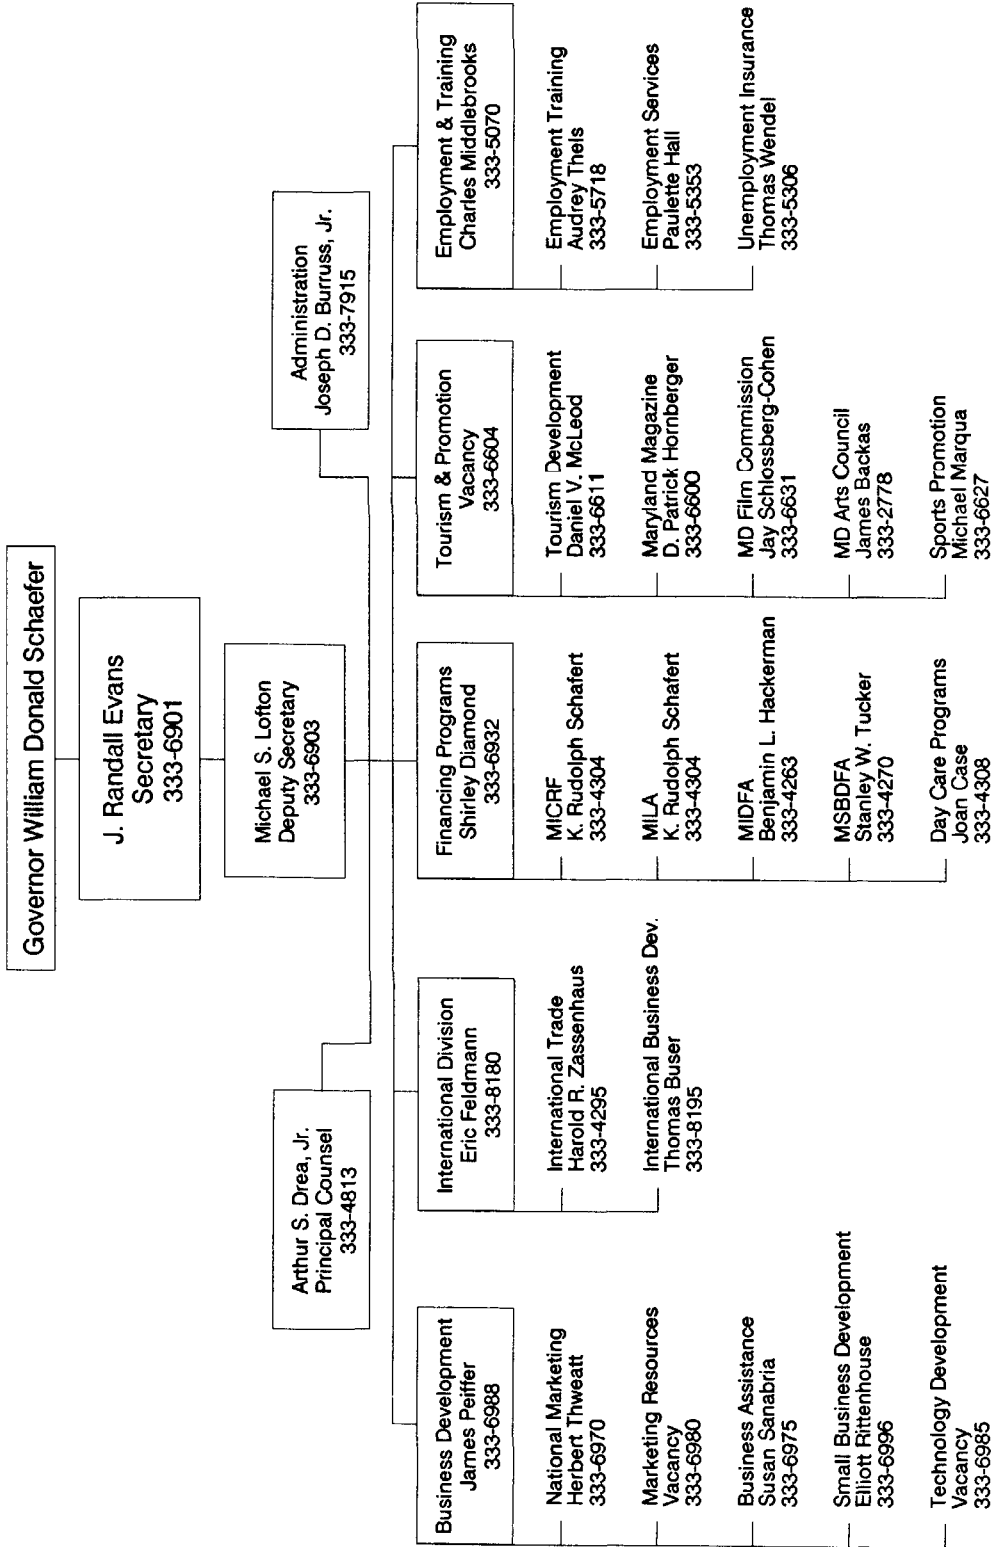 Governor William Donald Schaefer
J. Randall Evans
Secretary
333-6901
Michael S. Lofton
Deputy Secretary
333-6903
Arthur S. Drea, Jr.
Principal Counsel
333-4813
Administration
Joseph D. Burruss, Jr.
333-7915
Business Development
James Peiffer
333-6988
National Marketing
Herbert Thweatt
333-6970
Marketing Resources
Vacancy
333-6980
Business Assistance
Susan Sanabria
333-6975
Small Business Development
Elliott Rittenhouse
333-6996
Technology Development
Vacancy
333-6985
International Division
Eric Feldmann
333-8180
International Trade
Harold R. Zassenhaus
333-4295
International Business Dev.
Thomas Buser
333-8195
Financing Programs
Shirley Diamond
333-6932
MICRF
K. Rudolph Schafert
333-4304
MILA
K. Rudolph Schafert
333-4304
MIDFA
Benjamin L. Hackerman
333-4263
MSBDFA
Stanley W. Tucker
333-4270
Day Care Programs
Joan Case
333-4308
Tourism & Promotion
Vacancy
333-6604
Tourism Development
Daniel V. McLeod
333-6611
Maryland Magazine
D. Patrick Hornberger
333-6600
MD Film Commission
Jay Schlossberg-Cohen
333-6631
MD Arts Council
James Backas
333-2778
Sports Promotion
Michael Marqua
333-6627
Employment & Training
Charles Middlebrooks
333-5070
Employment Training
Audrey Theis
333-5718
Employment Services
Paulette Hall
333-5353
Unemployment Insurance
Thomas Wendel
333-5306